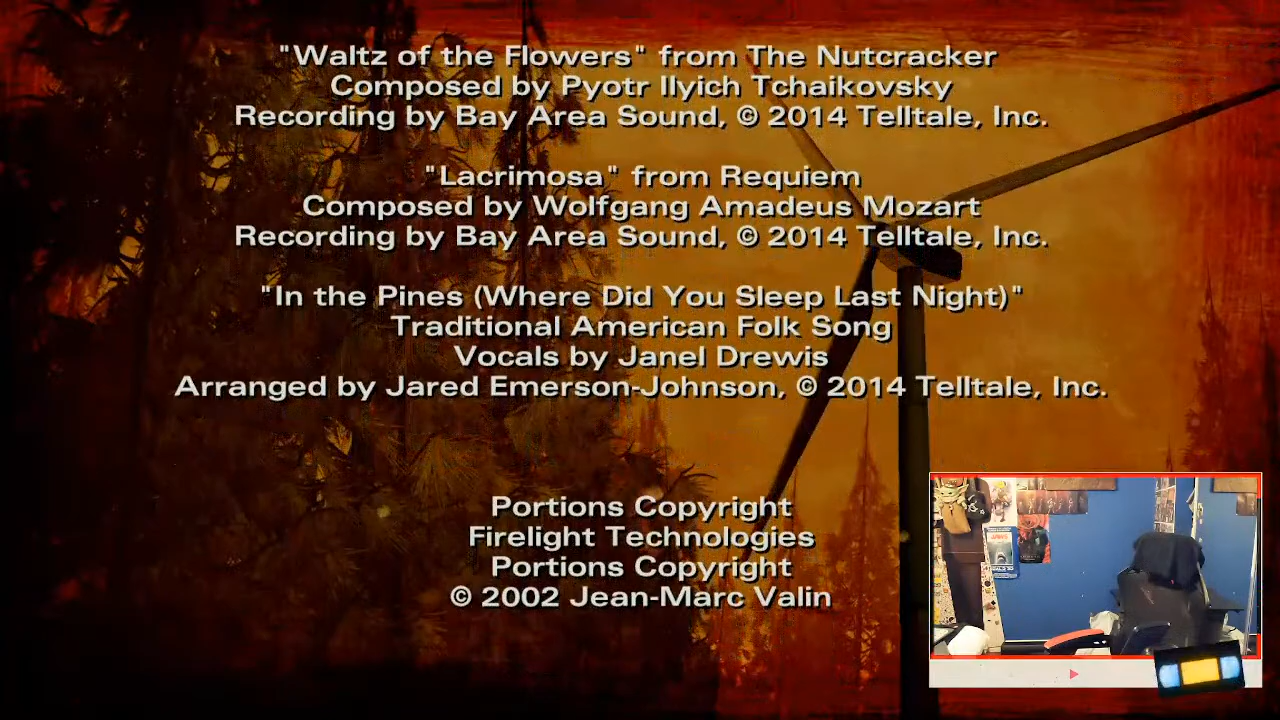 "Waltz of the Flowers" from The Nutcracker
Composed by Pyotr Ilyich Tchaikovsky
Recording by Bay Area Sound, © 2014 Telltale, Inc.
"Lacrimosa" from Requiem
Composed by Wolfgang Amadeus Mozart
Recording by Bay Area Sound, © 2014 Telltale, Inc.
"In the Pines (Where Did You Sleep Last Night)"
Traditional American Folk Song
Vocals by Janel Drewis
Arranged by Jared Emerson-Johnson, © 2014 Telltale, Inc.
Portions Copyright
Firelight Technologies
Portions Copyright
© 2002 Jean-Marc Valin